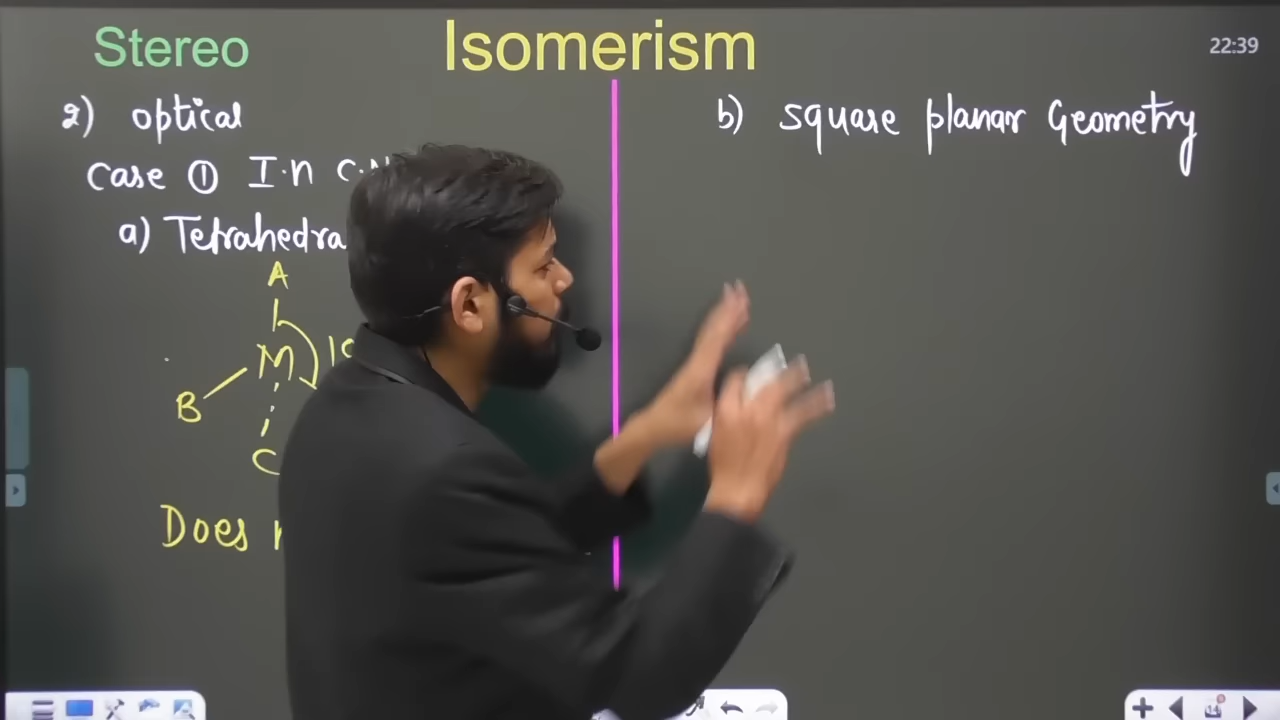 Stereo Isomerism
22:39
2) optical
Case ① I.n C.N
a) Tetrahedra
A
M
B
C
Does
b) square planar Geometry